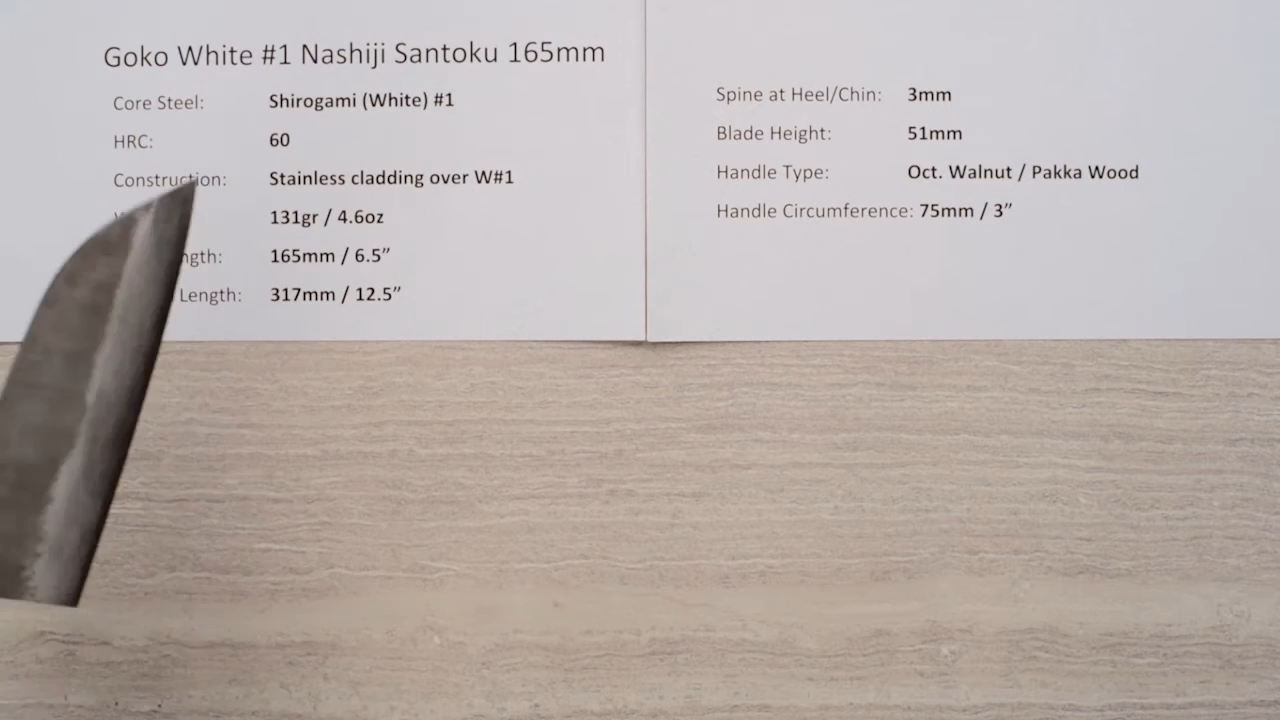 Goko White #1 Nashiji Santoku 165mm
Core Steel: Shirogami (White) #1
HRC: 60
Construction: Stainless cladding over W#1
131gr / 4.6oz
165mm / 6.5”
Length: 317mm / 12.5”
Spine at Heel/Chin: 3mm
Blade Height: 51mm
Handle Type: Oct. Walnut / Pakka Wood
Handle Circumference: 75mm / 3”